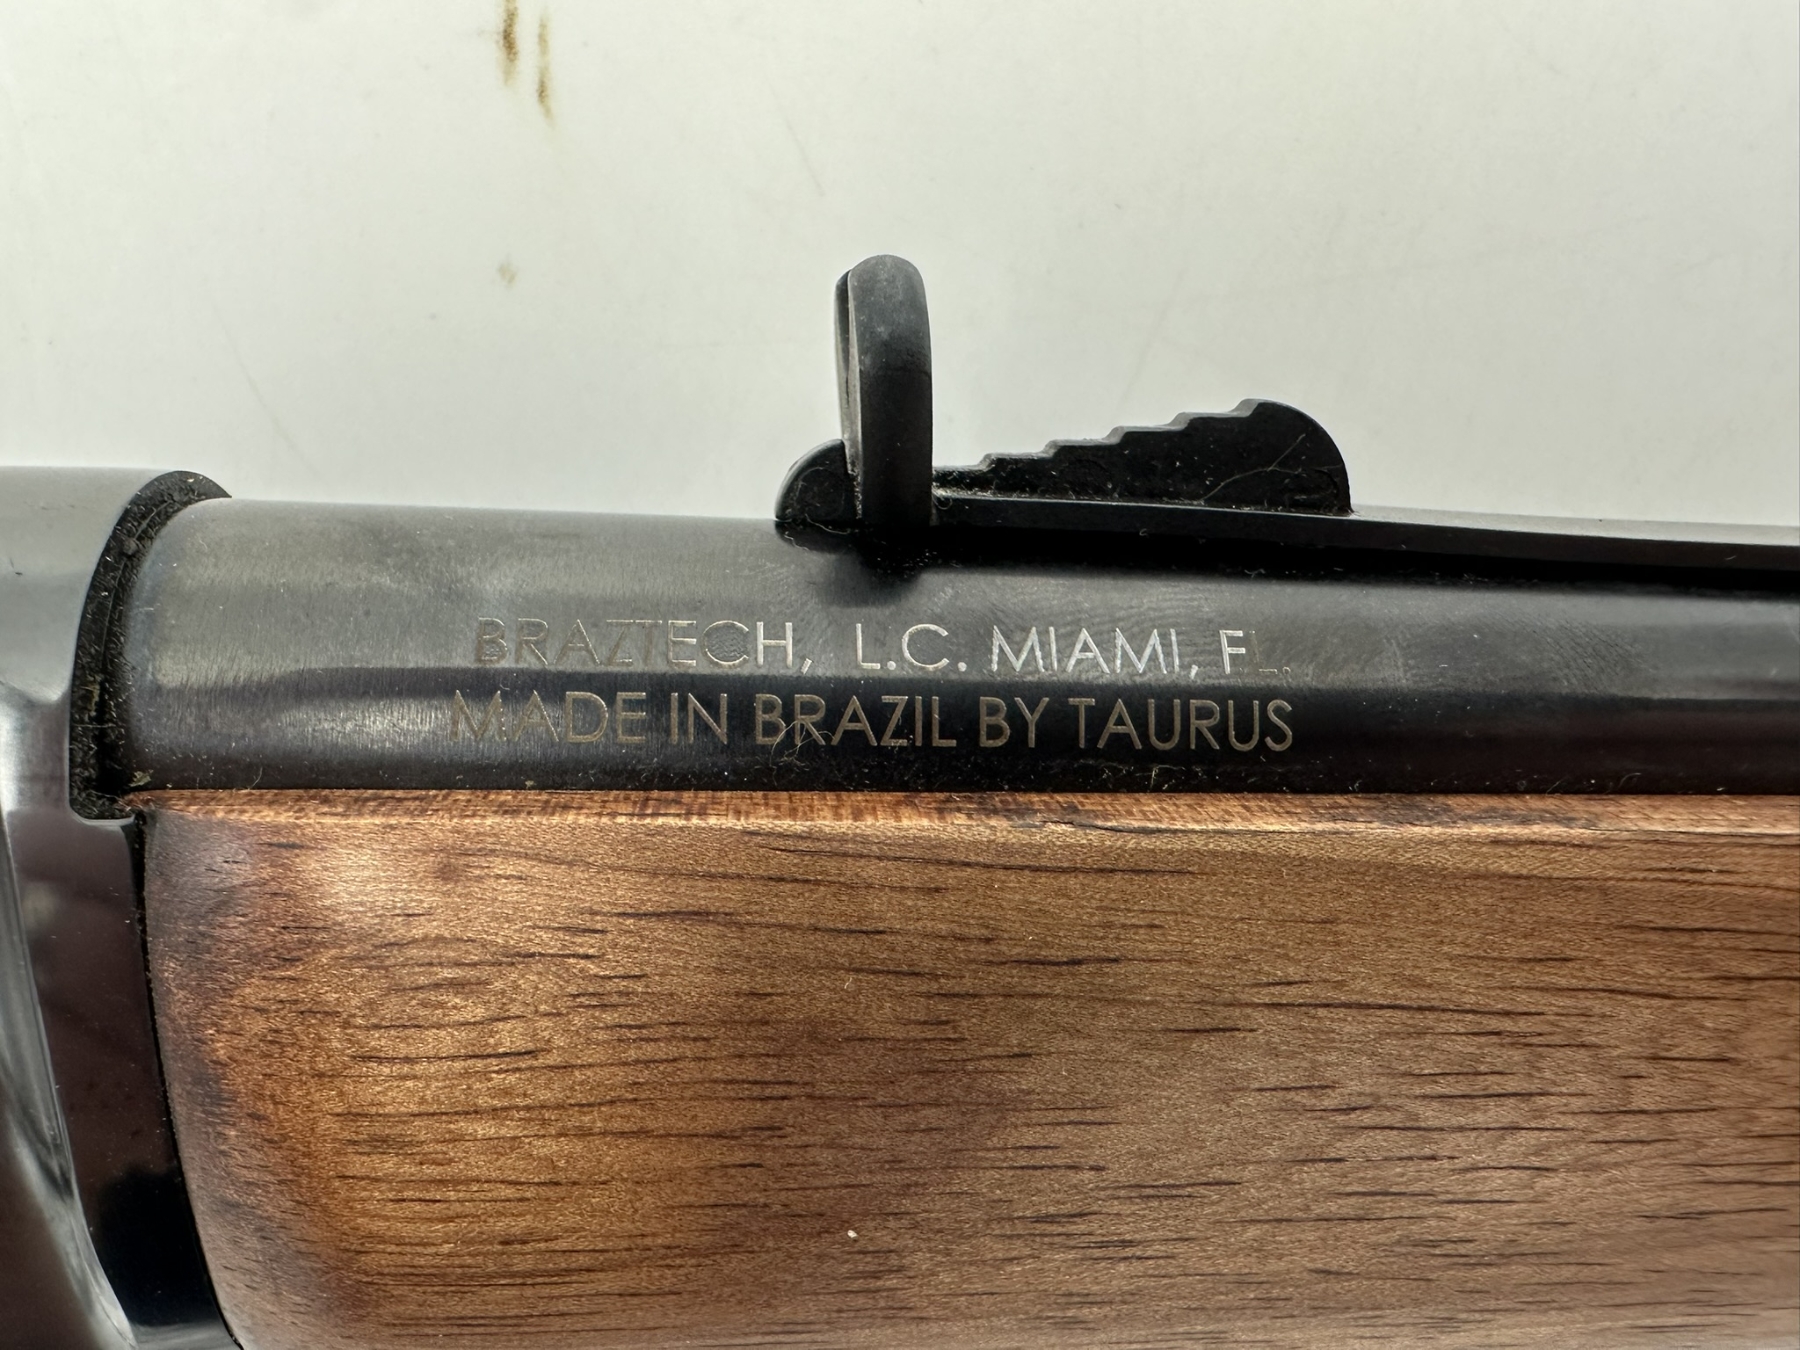 BRAZTECH, L.C. MIAMI, FL.
MADE IN BRAZIL BY TAURUS